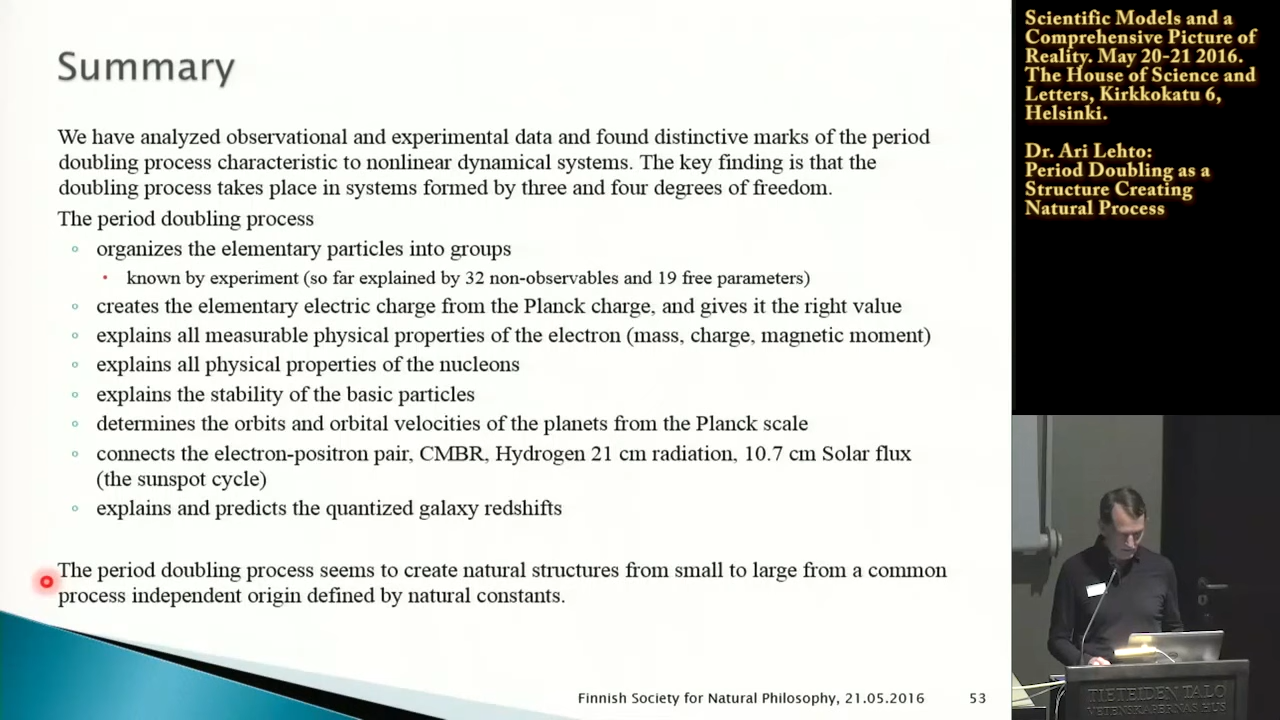 Summary
We have analyzed observational and experimental data and found distinctive marks of the period
doubling process characteristic to nonlinear dynamical systems. The key finding is that the
doubling process takes place in systems formed by three and four degrees of freedom.
The period doubling process
organizes the elementary particles into groups
known by experiment (so far explained by 32 non-observables and 19 free parameters)
creates the elementary electric charge from the Planck charge, and gives it the right value
explains all measurable physical properties of the electron (mass, charge, magnetic moment)
explains all physical properties of the nucleons
explains the stability of the basic particles
determines the orbits and orbital velocities of the planets from the Planck scale
connects the electron-positron pair, CMBR, Hydrogen 21 cm radiation, 10.7 cm Solar flux
(the sunspot cycle)
explains and predicts the quantized galaxy redshifts
The period doubling process seems to create natural structures from small to large from a common
process independent origin defined by natural constants.
Finnish Society for Natural Philosophy, 21.05.2016 53
Scientific Models and a
Comprehensive Picture of
Reality. May 20-21 2016.
The House of Science and
Letters, Kirkkokatu 6,
Helsinki.
Dr. Ari Lehto:
Period Doubling as a
Structure Creating
Natural Process
TIETEIDEN TALO
VETENSKAPERNAS HUS